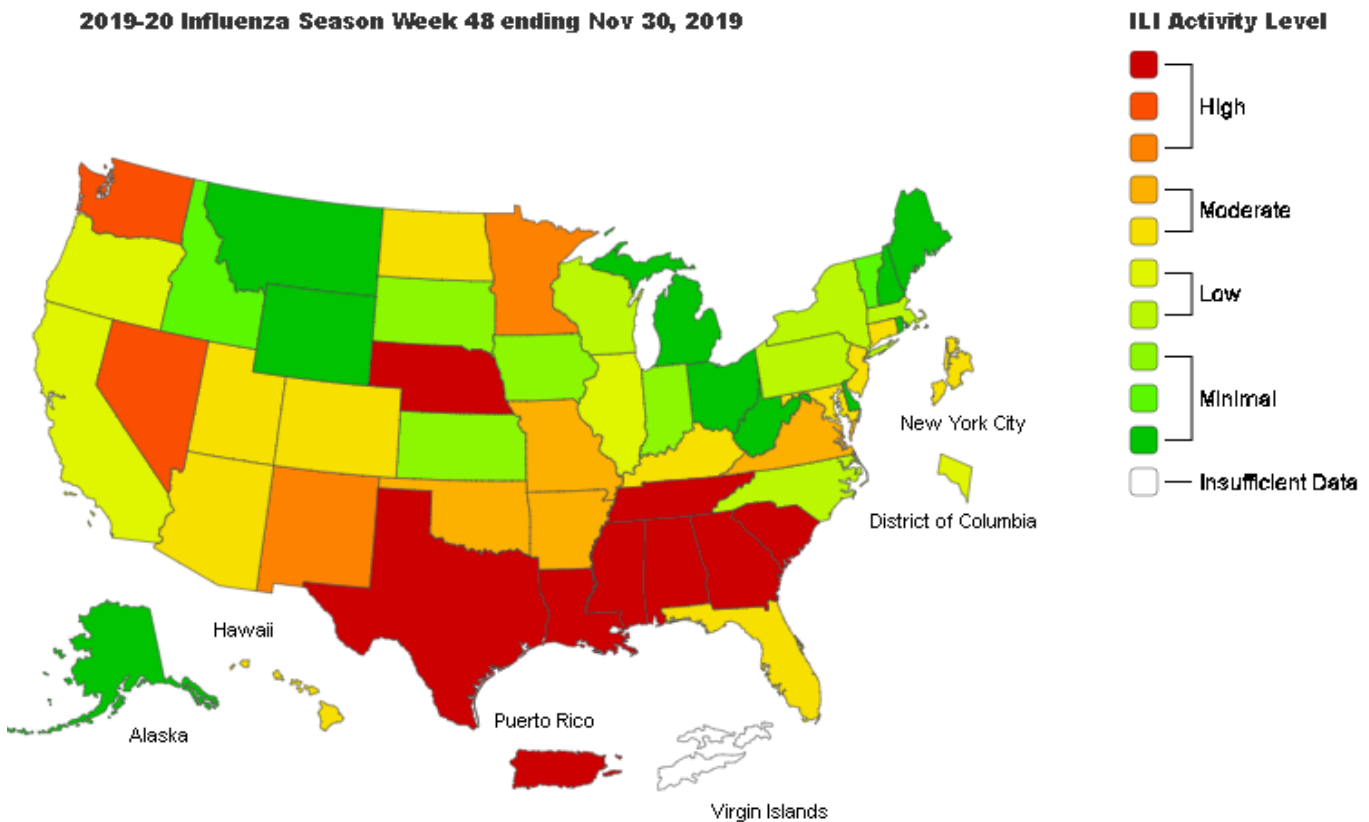 2019-20 Influenza Season Week 48 ending Nov 30, 2019
ILI Activity Level
High
Moderate
Low
Minimal
Insufficient Data
New York City
District of Columbia
Hawaii
Alaska
Puerto Rico
Virgin Islands